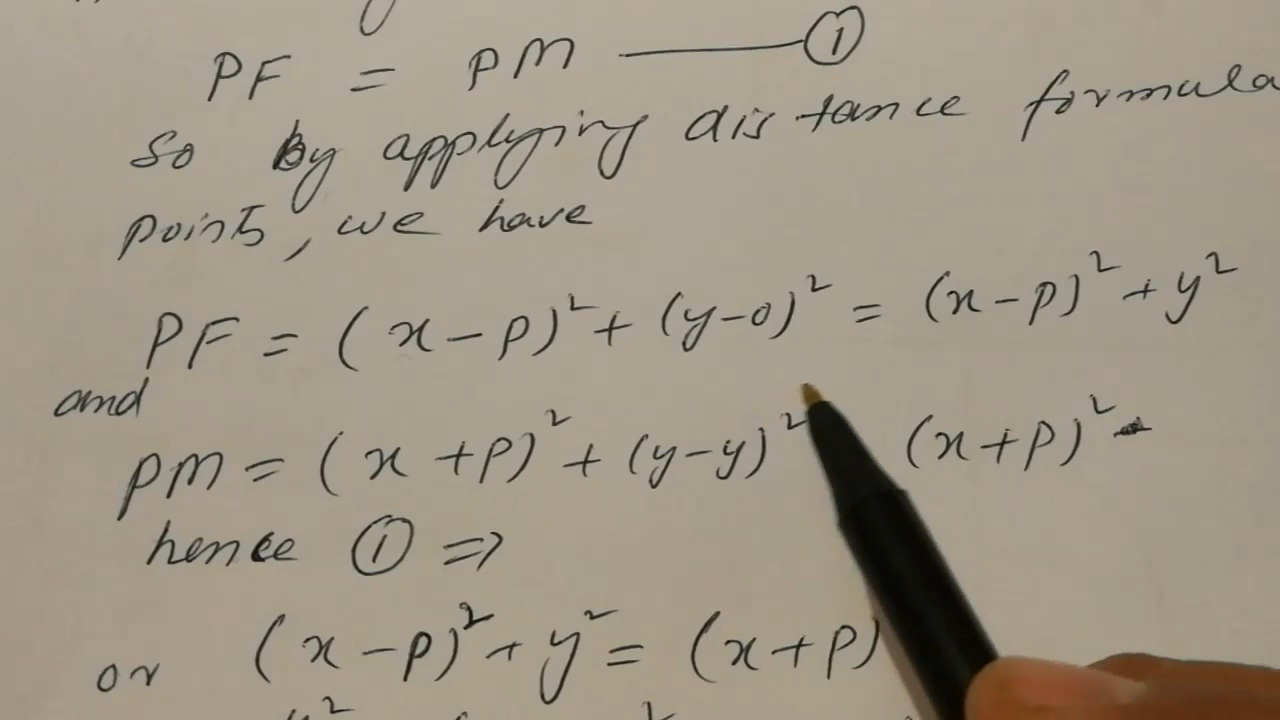 PF = PM ——— ①
So By applying distance formula
points, we have
PF = (x-p)² + (y-0)² = (x-p)² + y²
and
PM = (x+p)² + (y-y)² (x+p)²
hence ① =>
or (x-p)² + y² = (x+p)